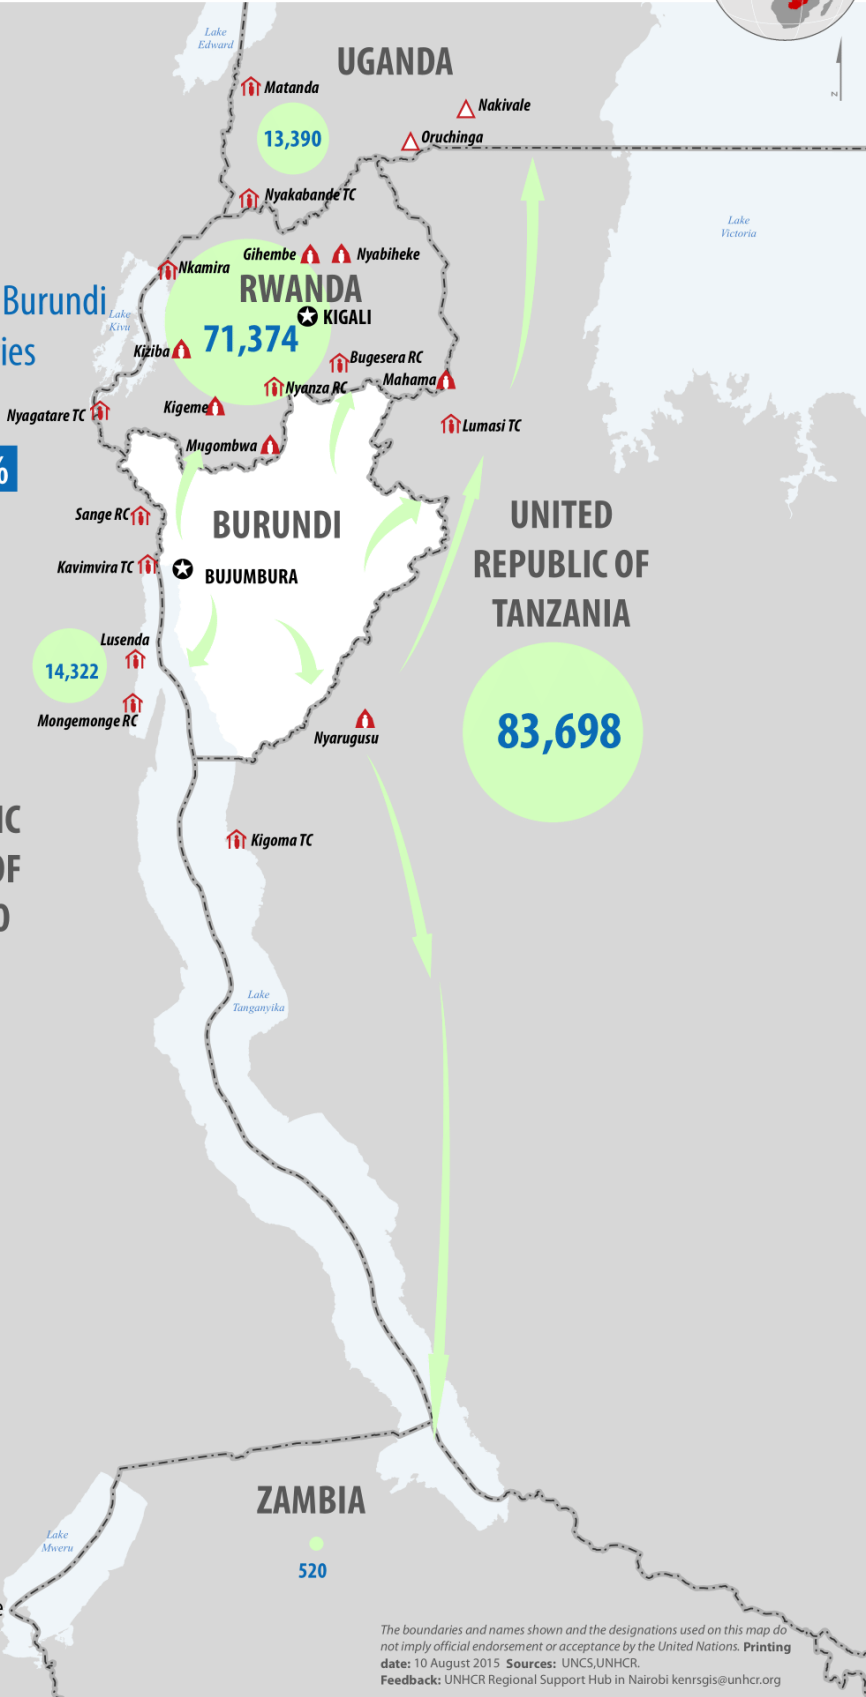 Lake
Edward
UGANDA
Matanda
Nakivale
13,390
Oruchinga
N
Nyakabande TC
Lake
Victoria
Gihembe
Nyabiheke
Nkamira
RWANDA
Burundi
Lake
Kivu
KIGALI
71,374
ies
Kiziba
Bugesera RC
Mahama
Nyanza RC
Kigeme
Nyagatare TC
Lumasi TC
Mugombwa
%
Sange RC
BURUNDI
UNITED
REPUBLIC OF
TANZANIA
Kavimvira TC
BUJUMBURA
Lusenda
14,322
Mongemonge RC
83,698
Nyarugusu
IC
OF
O
Kigoma TC
Lake
Tanganyika
ZAMBIA
520
Lake
Mweru
e
The boundaries and names shown and the designations used on this map do
not imply official endorsement or acceptance by the United Nations. Printing
date: 10 August 2015 Sources: UNCS,UNHCR.
Feedback: UNHCR Regional Support Hub in Nairobi kenrsgis@unhcr.org